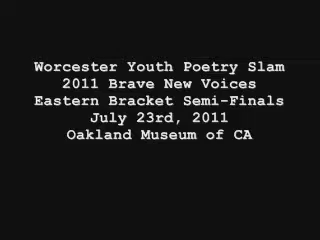 Worcester Youth Poetry Slam
2011 Brave New Voices
Eastern Bracket Semi-Finals
July 23rd, 2011
Oakland Museum of CA